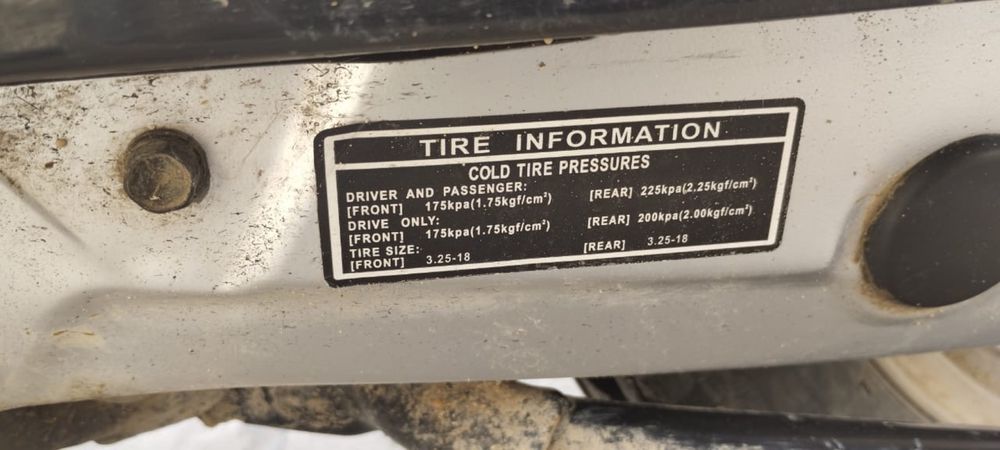 TIRE INFORMATION
COLD TIRE PRESSURES
DRIVER AND PASSENGER:
[FRONT] 175kpa(1.75kgf/cm²) [REAR] 225kpa(2.25kgf/cm²)
DRIVE ONLY:
[FRONT] 175kpa(1.75kgf/cm²) [REAR] 200kpa(2.00kgf/cm²)
TIRE SIZE:
[FRONT] 3.25-18 [REAR] 3.25-18